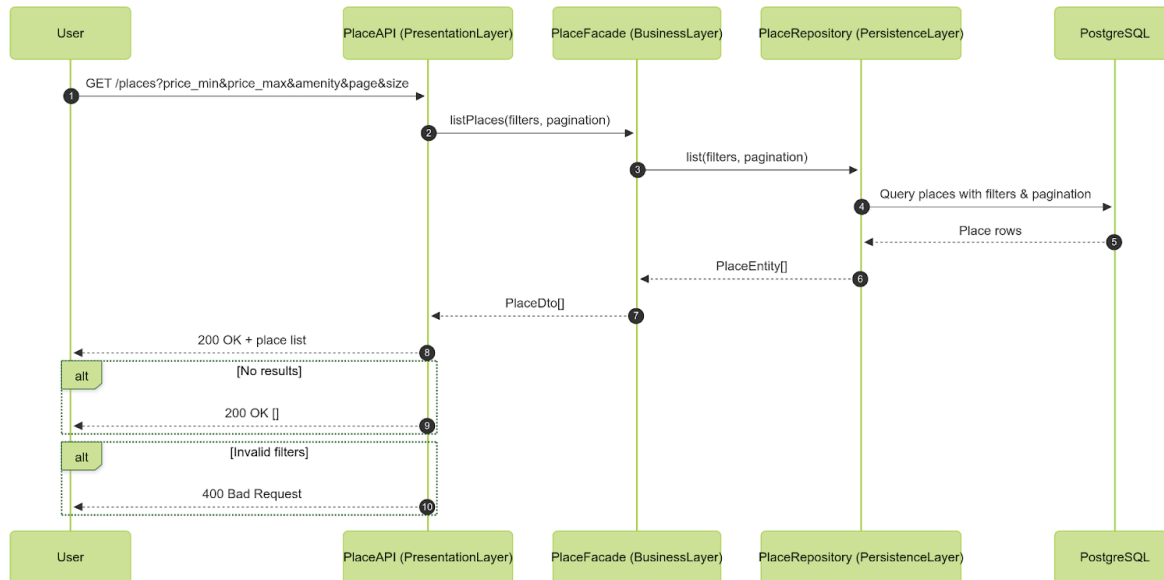 User
PlaceAPI (PresentationLayer)
PlaceFacade (BusinessLayer)
PlaceRepository (PersistenceLayer)
PostgreSQL
GET /places?price_min&price_max&amenity&page&size
1
listPlaces(filters, pagination)
2
list(filters, pagination)
3
Query places with filters & pagination
4
Place rows
5
PlaceEntity[]
6
PlaceDto[]
7
200 OK + place list
8
alt
[No results]
200 OK []
9
alt
[Invalid filters]
400 Bad Request
10
User
PlaceAPI (PresentationLayer)
PlaceFacade (BusinessLayer)
PlaceRepository (PersistenceLayer)
PostgreSQL